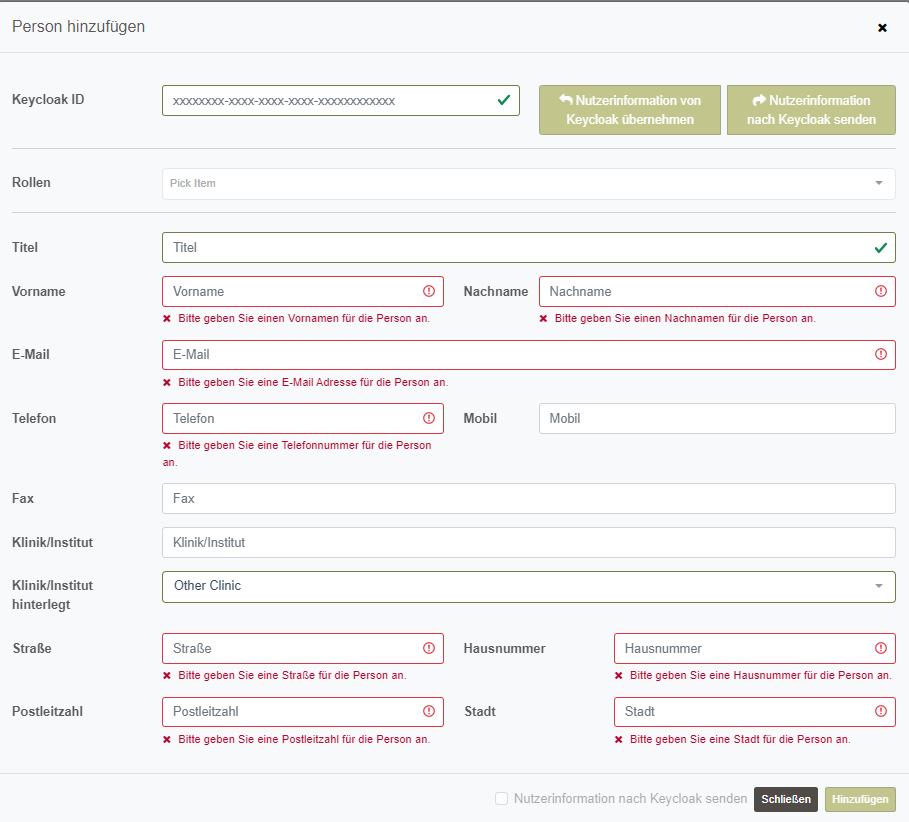 Person hinzufügen
Keycloak ID
xxxxxxxx-xxxx-xxxx-xxxx-xxxxxxxxxxxx
Nutzerinformation von
Keycloak übernehmen
Nutzerinformation
nach Keycloak senden
Rollen
Pick Item
Titel
Titel
Vorname
Vorname
Nachname
Nachname
Bitte geben Sie einen Vornamen für die Person an.
Bitte geben Sie einen Nachnamen für die Person an.
E-Mail
E-Mail
Bitte geben Sie eine E-Mail Adresse für die Person an.
Telefon
Telefon
Mobil
Mobil
Bitte geben Sie eine Telefonnummer für die Person
an.
Fax
Fax
Klinik/Institut
Klinik/Institut
Klinik/Institut
hinterlegt
Other Clinic
Straße
Straße
Hausnummer
Hausnummer
Bitte geben Sie eine Straße für die Person an.
Bitte geben Sie eine Hausnummer für die Person an.
Postleitzahl
Postleitzahl
Stadt
Stadt
Bitte geben Sie eine Postleitzahl für die Person an.
Bitte geben Sie eine Stadt für die Person an.
Nutzerinformation nach Keycloak senden
Schließen
Hinzufügen